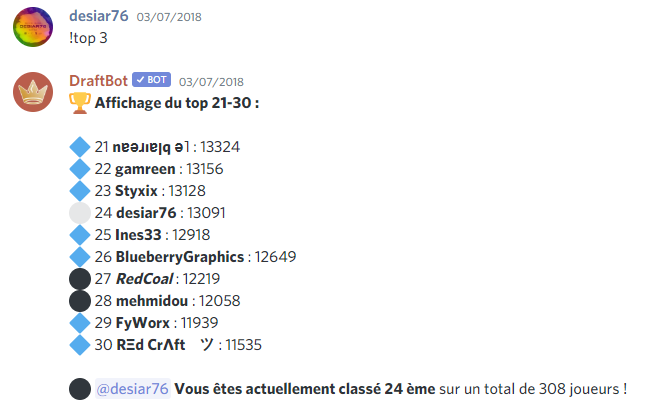 desiar76 03/07/2018
!top 3
DraftBot BOT 03/07/2018
Affichage du top 21-30 :
21 nɐǝɹıɐlq ǝl : 13324
22 gamreen : 13156
23 Styxix : 13128
24 desiar76 : 13091
25 Ines33 : 12918
26 BlueberryGraphics : 12649
27 RedCoal : 12219
28 mehmidou : 12058
29 FyWorx : 11939
30 RΞd CrΛft ツ : 11535
@desiar76 Vous êtes actuellement classé 24 ème sur un total de 308 joueurs !